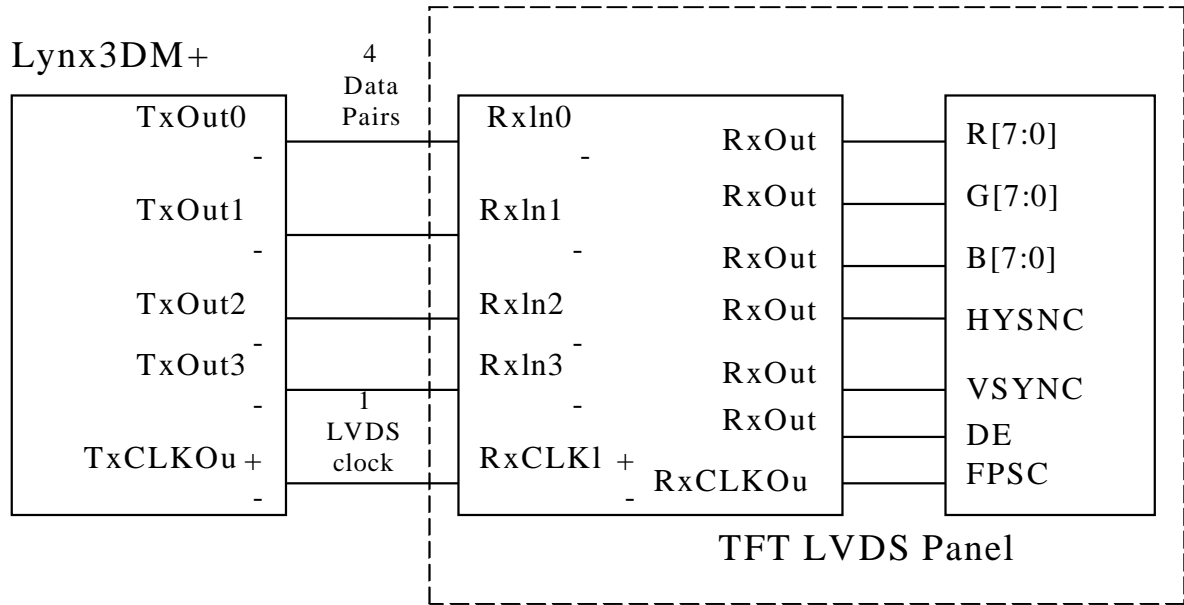 Lynx3DM+
4
Data
Pairs
TxOut0
-
TxOut1
-
TxOut2
-
TxOut3
-
TxCLKOu +
-
1
LVDS
clock
Rxln0
-
Rxln1
-
Rxln2
-
Rxln3
-
RxCLKl +
-
RxOut
RxOut
RxOut
RxOut
RxOut
RxOut
RxCLKOu
R[7:0]
G[7:0]
B[7:0]
HYSNC
VSYNC
DE
FPSC
TFT LVDS Panel